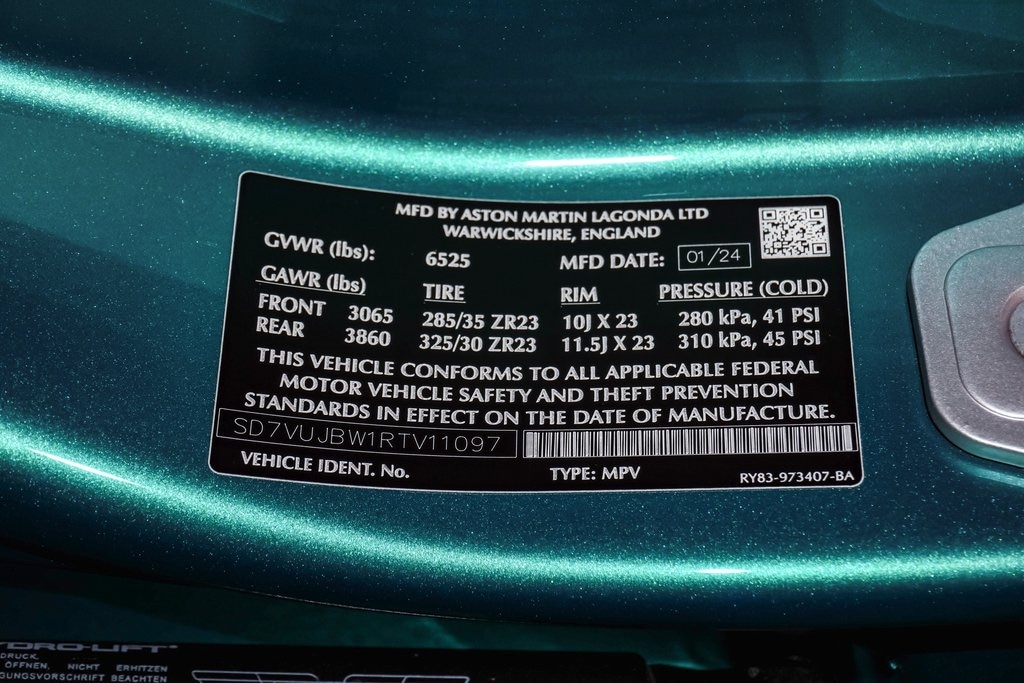 MFD BY ASTON MARTIN LAGONDA LTD
WARWICKSHIRE, ENGLAND
GVWR (lbs): 6525 MFD DATE: 01/24
GAWR (lbs) TIRE RIM PRESSURE (COLD)
FRONT 3065 285/35 ZR23 10J X 23 280 kPa, 41 PSI
REAR 3860 325/30 ZR23 11.5J X 23 310 kPa, 45 PSI
THIS VEHICLE CONFORMS TO ALL APPLICABLE FEDERAL
MOTOR VEHICLE SAFETY AND THEFT PREVENTION
STANDARDS IN EFFECT ON THE DATE OF MANUFACTURE.
SD7VUJBW1RTV11097
VEHICLE IDENT. No. TYPE: MPV RY83-973407-BA
HYDRO-LIFT
DRUCK.
ÖFFNEN, NICHT ERHITZEN
BEACHTEN